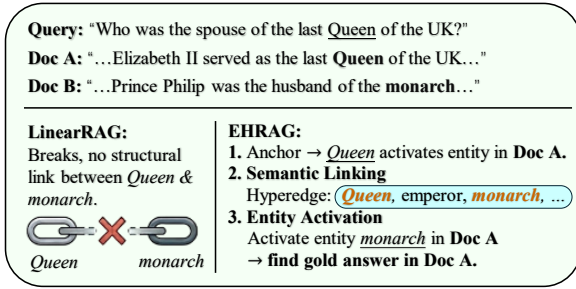 Query: “Who was the spouse of the last Queen of the UK?”
Doc A: “…Elizabeth II served as the last Queen of the UK…”
Doc B: “…Prince Philip was the husband of the monarch…”
LinearRAG:
Breaks, no structural
link between Queen &
monarch.
Queen monarch
EHRAG:
1. Anchor → Queen activates entity in Doc A.
2. Semantic Linking
Hyperedge: Queen, emperor, monarch, ...
3. Entity Activation
Activate entity monarch in Doc A
→ find gold answer in Doc A.